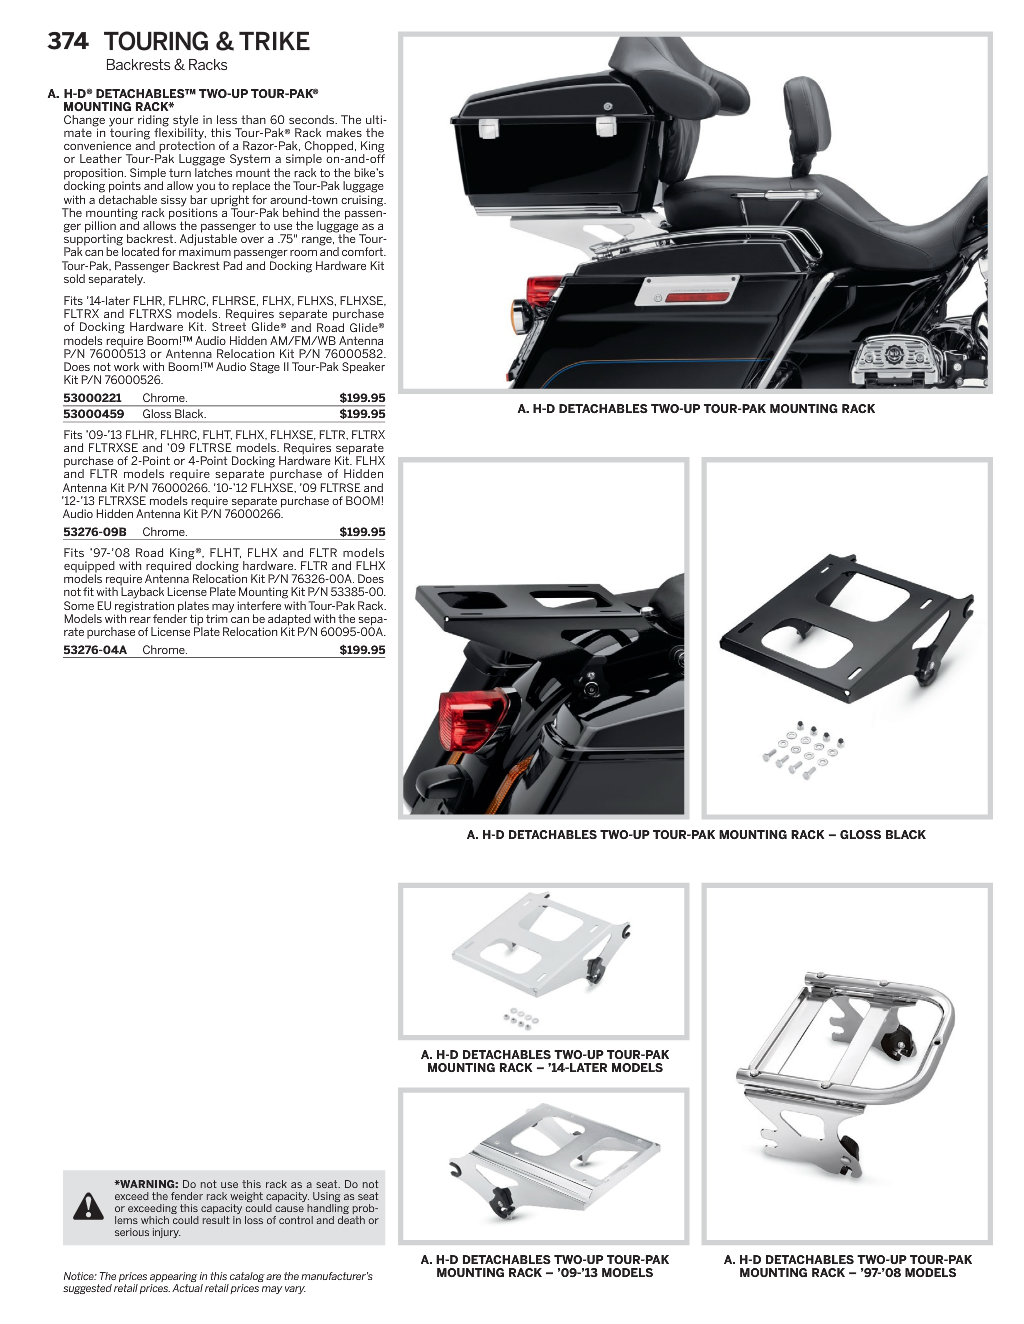 374 TOURING & TRIKE
Backrests & Racks
A. H-D® DETACHABLES™ TWO-UP TOUR-PAK®
MOUNTING RACK*
Change your riding style in less than 60 seconds. The ulti-
mate in touring flexibility, this Tour-Pak® Rack makes the
convenience and protection of a Razor-Pak, Chopped, King
or Leather Tour-Pak Luggage System a simple on-and-off
proposition. Simple turn latches mount the rack to the bike's
docking points and allow you to replace the Tour-Pak luggage
with a detachable sissy bar upright for around-town cruising.
The mounting rack positions a Tour-Pak behind the passen-
ger pillion and allows the passenger to use the luggage as a
supporting backrest. Adjustable over a .75" range, the Tour-
Pak can be located for maximum passenger room and comfort.
Tour-Pak, Passenger Backrest Pad and Docking Hardware Kit
sold separately.
Fits '14-later FLHR, FLHRC, FLHRSE, FLHX, FLHXS, FLHXSE,
FLTRX and FLTRXS models. Requires separate purchase
of Docking Hardware Kit. Street Glide® and Road Glide®
models require Boom!™ Audio Hidden AM/FM/WB Antenna
P/N 76000513 or Antenna Relocation Kit P/N 76000582.
Does not work with Boom!™ Audio Stage II Tour-Pak Speaker
Kit P/N 76000526.
53000221 Chrome. $199.95
53000459 Gloss Black. $199.95
Fits '09-'13 FLHR, FLHRC, FLHT, FLHX, FLHXSE, FLTR, FLTRX
and FLTRXSE and '09 FLTRSE models. Requires separate
purchase of 2-Point or 4-Point Docking Hardware Kit. FLHX
and FLTR models require separate purchase of Hidden
Antenna Kit P/N 76000266. '10-'12 FLHXSE, '09 FLTRSE and
'12-'13 FLTRXSE models require separate purchase of BOOM!
Audio Hidden Antenna Kit P/N 76000266.
53276-09B Chrome. $199.95
Fits '97-'08 Road King®, FLHT, FLHX and FLTR models
equipped with required docking hardware. FLTR and FLHX
models require Antenna Relocation Kit P/N 76326-00A. Does
not fit with Layback License Plate Mounting Kit P/N 53385-00.
Some EU registration plates may interfere with Tour-Pak Rack.
Models with rear fender tip trim can be adapted with the sepa-
rate purchase of License Plate Relocation Kit P/N 60095-00A.
53276-04A Chrome. $199.95
A. H-D DETACHABLES TWO-UP TOUR-PAK MOUNTING RACK
A. H-D DETACHABLES TWO-UP TOUR-PAK MOUNTING RACK – GLOSS BLACK
A. H-D DETACHABLES TWO-UP TOUR-PAK
MOUNTING RACK – '14-LATER MODELS
A. H-D DETACHABLES TWO-UP TOUR-PAK
MOUNTING RACK – '09-'13 MODELS
A. H-D DETACHABLES TWO-UP TOUR-PAK
MOUNTING RACK – '97-'08 MODELS
*WARNING: Do not use this rack as a seat. Do not
exceed the fender rack weight capacity. Using as seat
or exceeding this capacity could cause handling prob-
lems which could result in loss of control and death or
serious injury.
Notice: The prices appearing in this catalog are the manufacturer's
suggested retail prices. Actual retail prices may vary.